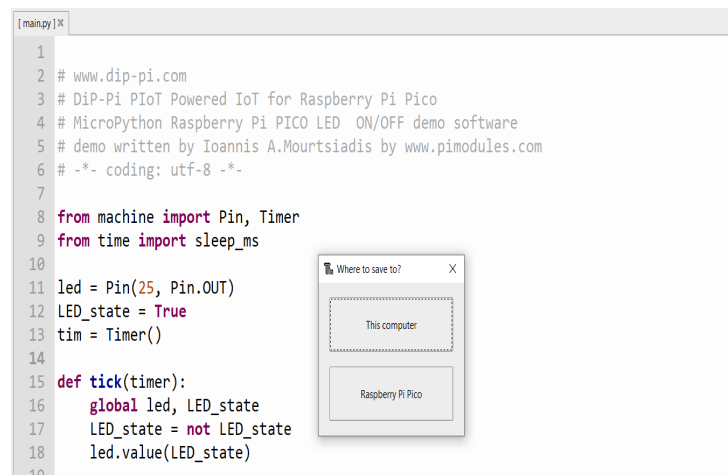 [ main.py ] ×
1
2 # www.dip-pi.com
3 # DiP-Pi PIoT Powered IoT for Raspberry Pi Pico
4 # MicroPython Raspberry Pi PICO LED  ON/OFF demo software
5 # demo written by Ioannis A.Mourtsiadis by www.pimodules.com
6 # -*- coding: utf-8 -*-
7
8 from machine import Pin, Timer
9 from time import sleep_ms
10
11 led = Pin(25, Pin.OUT)
12 LED_state = True
13 tim = Timer()
14
15 def tick(timer):
16     global led, LED_state
17     LED_state = not LED_state
18     led.value(LED_state)
19
Where to save to?
This computer
Raspberry Pi Pico